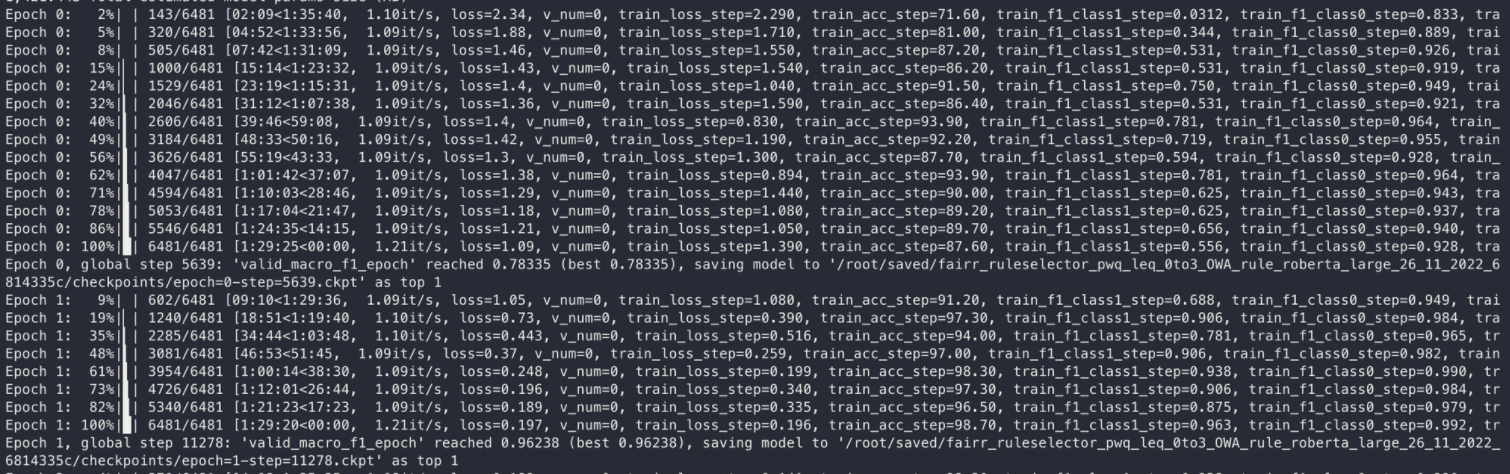 Epoch 0:   2%| | 143/6481 [02:09<1:35:40,  1.10it/s, loss=2.34, v_num=0, train_loss_step=2.290, train_acc_step=71.60, train_f1_class1_step=0.0312, train_f1_class0_step=0.833, tra
Epoch 0:   5%| | 320/6481 [04:52<1:33:56,  1.09it/s, loss=1.88, v_num=0, train_loss_step=1.710, train_acc_step=81.00, train_f1_class1_step=0.344, train_f1_class0_step=0.889, trai
Epoch 0:   8%| | 505/6481 [07:42<1:31:09,  1.09it/s, loss=1.46, v_num=0, train_loss_step=1.550, train_acc_step=87.20, train_f1_class1_step=0.531, train_f1_class0_step=0.926, trai
Epoch 0:  15%| | 1000/6481 [15:14<1:23:32,  1.09it/s, loss=1.43, v_num=0, train_loss_step=1.540, train_acc_step=86.20, train_f1_class1_step=0.531, train_f1_class0_step=0.919, tra
Epoch 0:  24%| | 1529/6481 [23:19<1:15:31,  1.09it/s, loss=1.4, v_num=0, train_loss_step=1.040, train_acc_step=91.50, train_f1_class1_step=0.750, train_f1_class0_step=0.949, trai
Epoch 0:  32%| | 2046/6481 [31:12<1:07:38,  1.09it/s, loss=1.36, v_num=0, train_loss_step=1.590, train_acc_step=86.40, train_f1_class1_step=0.531, train_f1_class0_step=0.921, tra
Epoch 0:  40%| | 2606/6481 [39:46<59:08,  1.09it/s, loss=1.4, v_num=0, train_loss_step=0.830, train_acc_step=93.90, train_f1_class1_step=0.781, train_f1_class0_step=0.964, train_
Epoch 0:  49%| | 3184/6481 [48:33<50:16,  1.09it/s, loss=1.42, v_num=0, train_loss_step=1.190, train_acc_step=92.20, train_f1_class1_step=0.719, train_f1_class0_step=0.955, train
Epoch 0:  56%| | 3626/6481 [55:19<43:33,  1.09it/s, loss=1.3, v_num=0, train_loss_step=1.300, train_acc_step=87.70, train_f1_class1_step=0.594, train_f1_class0_step=0.928, train_
Epoch 0:  62%| | 4047/6481 [1:01:42<37:07,  1.09it/s, loss=1.38, v_num=0, train_loss_step=0.894, train_acc_step=93.90, train_f1_class1_step=0.781, train_f1_class0_step=0.964, tra
Epoch 0:  71%| | 4594/6481 [1:10:03<28:46,  1.09it/s, loss=1.29, v_num=0, train_loss_step=1.440, train_acc_step=90.00, train_f1_class1_step=0.625, train_f1_class0_step=0.943, tra
Epoch 0:  78%| | 5053/6481 [1:17:04<21:47,  1.09it/s, loss=1.18, v_num=0, train_loss_step=1.080, train_acc_step=89.20, train_f1_class1_step=0.625, train_f1_class0_step=0.937, tra
Epoch 0:  86%| | 5546/6481 [1:24:35<14:15,  1.09it/s, loss=1.21, v_num=0, train_loss_step=1.050, train_acc_step=89.70, train_f1_class1_step=0.656, train_f1_class0_step=0.940, tra
Epoch 0: 100%| | 6481/6481 [1:29:25<00:00,  1.21it/s, loss=1.09, v_num=0, train_loss_step=1.390, train_acc_step=87.60, train_f1_class1_step=0.556, train_f1_class0_step=0.928, tra
Epoch 0, global step 5639: 'valid_macro_f1_epoch' reached 0.78335 (best 0.78335), saving model to '/root/saved/fairr_ruleselector_pwq_leq_0to3_OWA_rule_roberta_large_26_11_2022_6
814335c/checkpoints/epoch=0-step=5639.ckpt' as top 1
Epoch 1:   9%| | 602/6481 [09:10<1:29:36,  1.09it/s, loss=1.05, v_num=0, train_loss_step=1.080, train_acc_step=91.20, train_f1_class1_step=0.688, train_f1_class0_step=0.949, trai
Epoch 1:  19%| | 1240/6481 [18:51<1:19:40,  1.10it/s, loss=0.73, v_num=0, train_loss_step=0.390, train_acc_step=97.30, train_f1_class1_step=0.906, train_f1_class0_step=0.984, tra
Epoch 1:  35%| | 2285/6481 [34:44<1:03:48,  1.10it/s, loss=0.443, v_num=0, train_loss_step=0.516, train_acc_step=94.00, train_f1_class1_step=0.781, train_f1_class0_step=0.965, tr
Epoch 1:  48%| | 3081/6481 [46:53<51:45,  1.09it/s, loss=0.37, v_num=0, train_loss_step=0.259, train_acc_step=97.00, train_f1_class1_step=0.906, train_f1_class0_step=0.982, train
Epoch 1:  61%| | 3954/6481 [1:00:14<38:30,  1.09it/s, loss=0.248, v_num=0, train_loss_step=0.199, train_acc_step=98.30, train_f1_class1_step=0.938, train_f1_class0_step=0.990, tr
Epoch 1:  73%| | 4726/6481 [1:12:01<26:44,  1.09it/s, loss=0.196, v_num=0, train_loss_step=0.340, train_acc_step=97.30, train_f1_class1_step=0.906, train_f1_class0_step=0.984, tr
Epoch 1:  82%| | 5340/6481 [1:21:23<17:23,  1.09it/s, loss=0.189, v_num=0, train_loss_step=0.335, train_acc_step=96.50, train_f1_class1_step=0.875, train_f1_class0_step=0.979, tr
Epoch 1: 100%| | 6481/6481 [1:29:20<00:00,  1.21it/s, loss=0.197, v_num=0, train_loss_step=0.196, train_acc_step=98.70, train_f1_class1_step=0.963, train_f1_class0_step=0.992, tr
Epoch 1, global step 11278: 'valid_macro_f1_epoch' reached 0.96238 (best 0.96238), saving model to '/root/saved/fairr_ruleselector_pwq_leq_0to3_OWA_rule_roberta_large_26_11_2022_
6814335c/checkpoints/epoch=1-step=11278.ckpt' as top 1